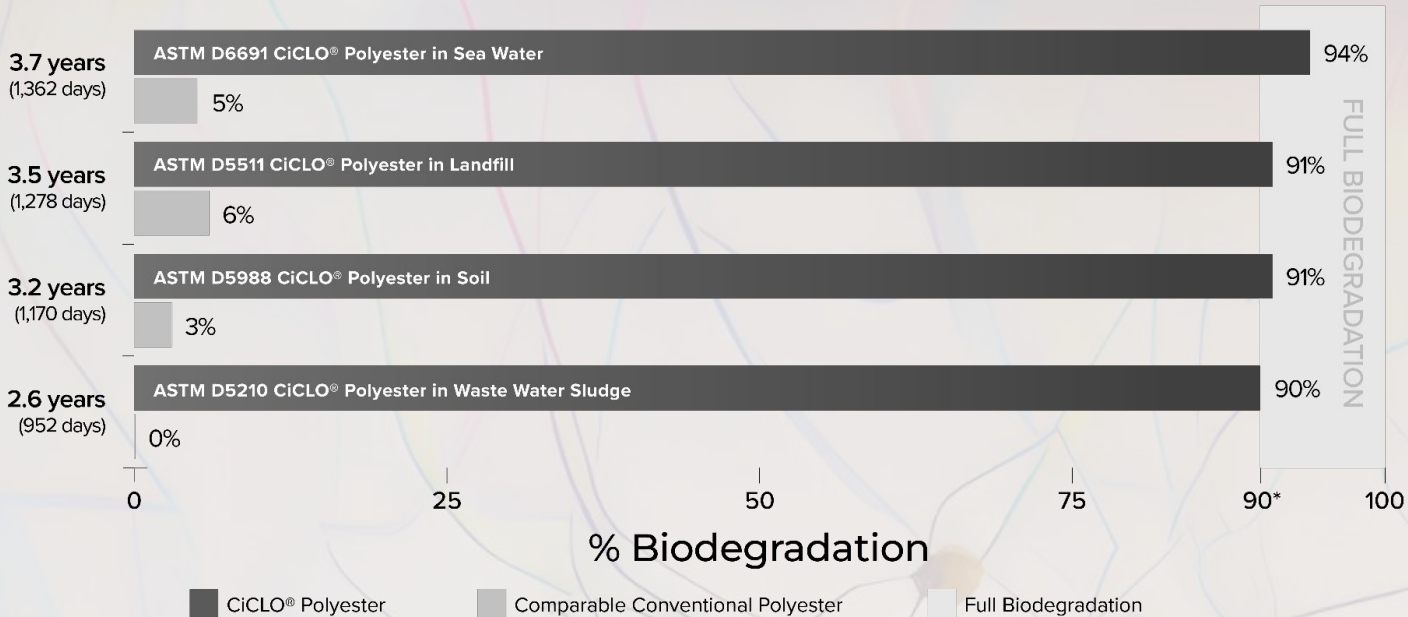 3.7 years
(1,362 days)
ASTM D6691 CiCLO® Polyester in Sea Water
94%
5%
3.5 years
(1,278 days)
ASTM D5511 CiCLO® Polyester in Landfill
91%
6%
3.2 years
(1,170 days)
ASTM D5988 CiCLO® Polyester in Soil
91%
3%
2.6 years
(952 days)
ASTM D5210 CiCLO® Polyester in Waste Water Sludge
90%
0%
FULL BIODEGRADATION
0 25 50 75 90* 100
% Biodegradation
CiCLO® Polyester Comparable Conventional Polyester Full Biodegradation